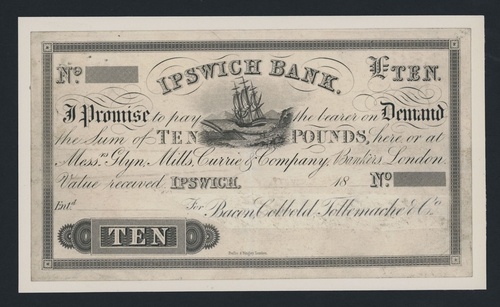 No IPSWICH BANK. £TEN.
I Promise to pay the bearer on Demand
the Sum of TEN POUNDS, here or at
Messrs. Glyn, Mills, Currie & Company, Bankers London
Value received, IPSWICH. 18 No
Entd. For Bacon, Cobbold, Tollemache & Co.
TEN